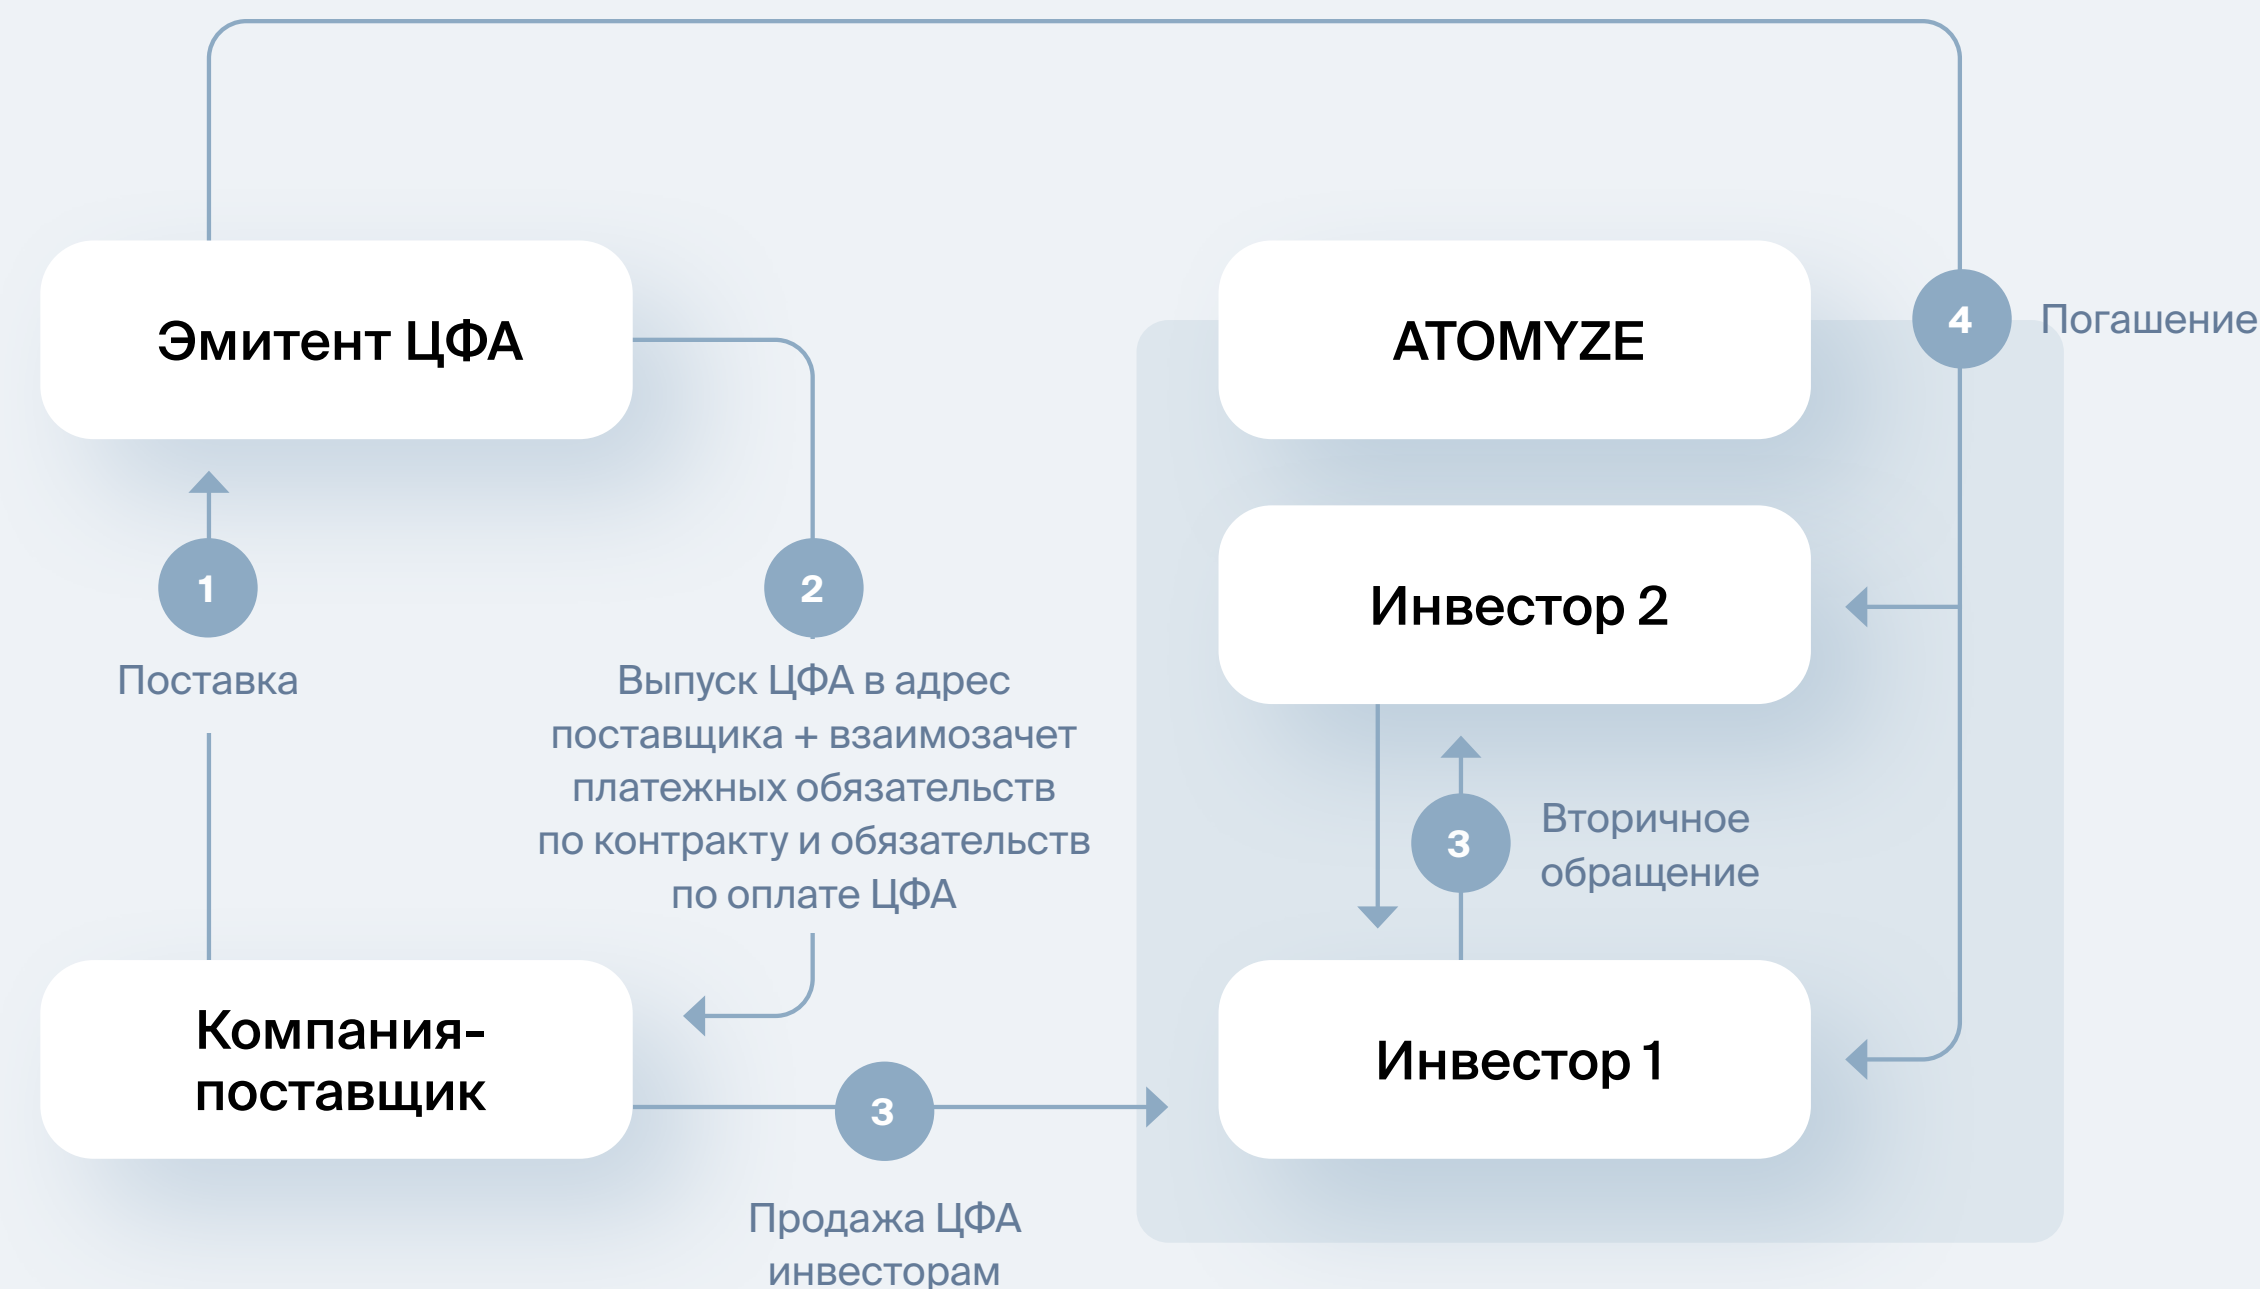 Эмитент ЦФА
ATOMYZE
4
Погашение
1
Поставка
2
Выпуск ЦФА в адрес
поставщика + взаимозачет
платежных обязательств
по контракту и обязательств
по оплате ЦФА
Инвестор 2
3
Вторичное
обращение
Компания-
поставщик
3
Продажа ЦФА
инвесторам
Инвестор 1